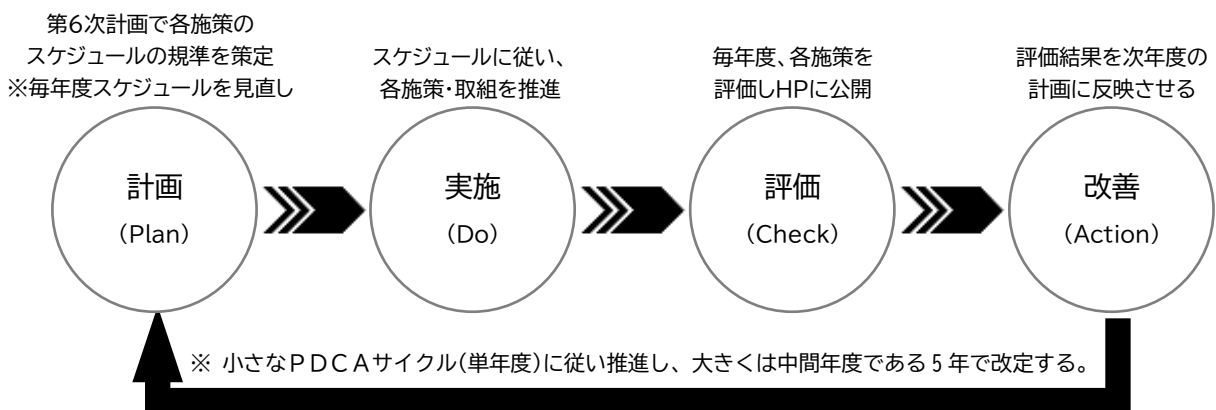 第6次計画で各施策の
スケジュールの規準を策定
※毎年度スケジュールを見直し
スケジュールに従い、
各施策・取組を推進
毎年度、各施策を
評価しHPに公開
評価結果を次年度の
計画に反映させる
計画
(Plan)
実施
(Do)
評価
(Check)
改善
(Action)
※ 小さなPDCAサイクル(単年度)に従い推進し、大きくは中間年度である5年で改定する。